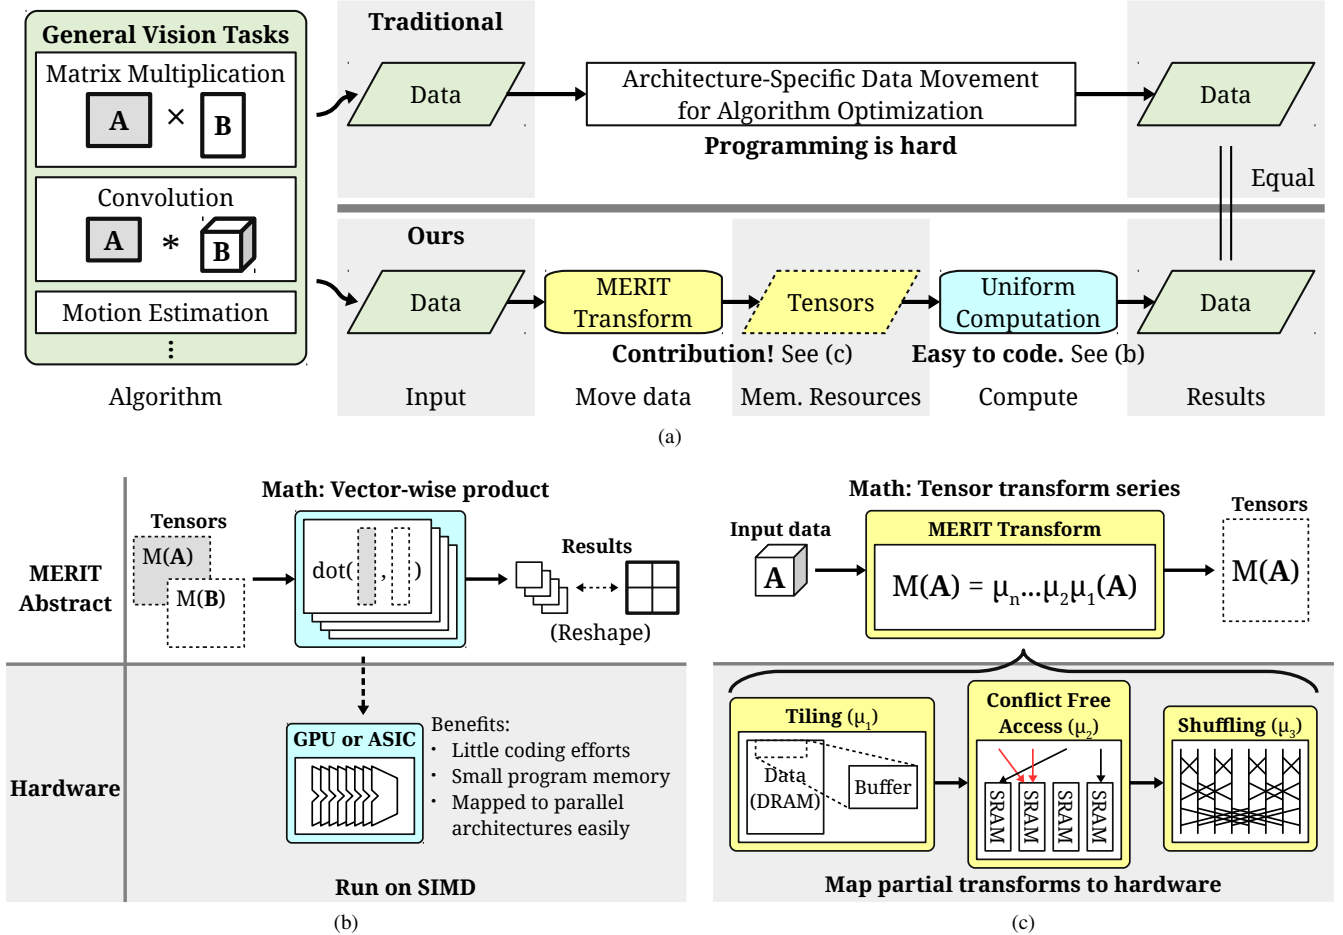 General Vision Tasks
Matrix Multiplication
A × B
Convolution
A * B
Motion Estimation
⋮
Algorithm
Traditional
Data
Architecture-Specific Data Movement
for Algorithm Optimization
Programming is hard
Data
Equal
Ours
Data
MERIT
Transform
Tensors
Uniform
Computation
Data
Contribution! See (c)
Easy to code. See (b)
Input
Move data
Mem. Resources
Compute
Results
(a)
MERIT
Abstract
Hardware
Math: Vector-wise product
Tensors
M(A)
M(B)
dot( , )
Results
(Reshape)
GPU or ASIC
Benefits:
· Little coding efforts
· Small program memory
· Mapped to parallel
architectures easily
Run on SIMD
(b)
Math: Tensor transform series
Input data
A
MERIT Transform
M(A) = μn...μ2μ1(A)
Tensors
M(A)
Tiling (μ1)
Data
(DRAM)
Buffer
Conflict Free
Access (μ2)
SRAM
SRAM
SRAM
SRAM
Shuffling (μ3)
Map partial transforms to hardware
(c)